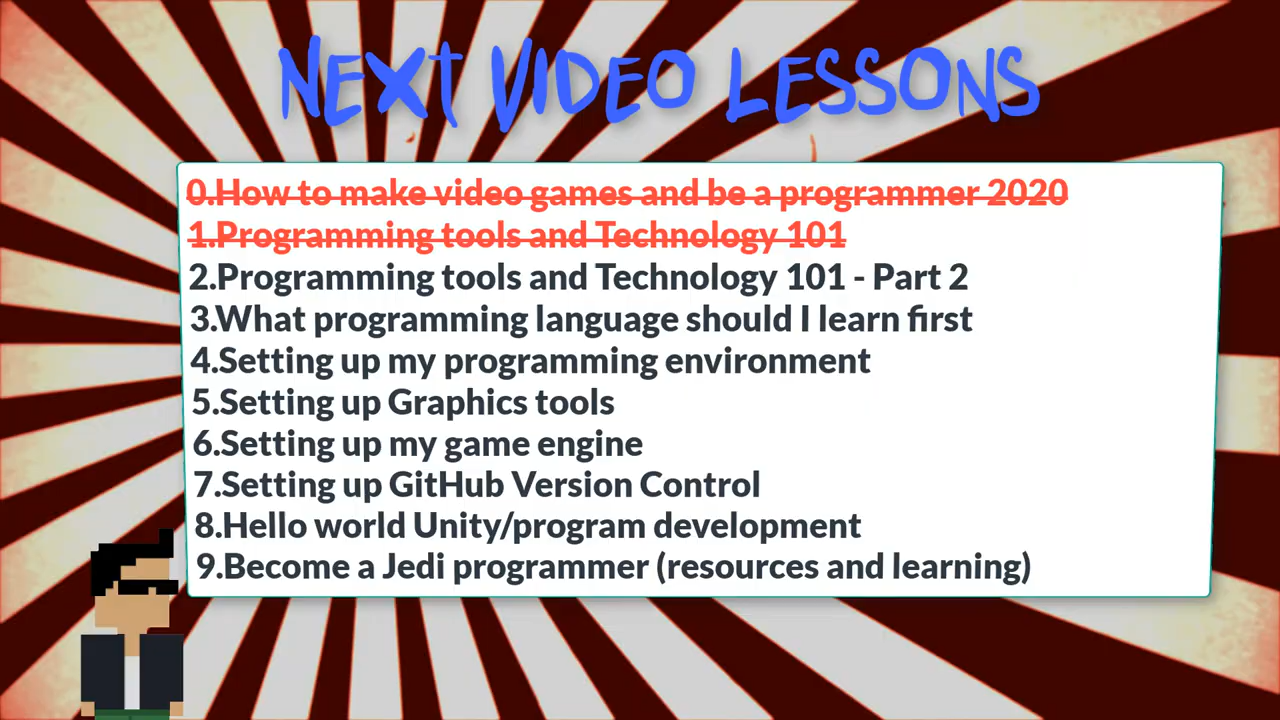 NEXT VIDEO LESSONS
0.How to make video games and be a programmer 2020
1.Programming tools and Technology 101
2.Programming tools and Technology 101 - Part 2
3.What programming language should I learn first
4.Setting up my programming environment
5.Setting up Graphics tools
6.Setting up my game engine
7.Setting up GitHub Version Control
8.Hello world Unity/program development
9.Become a Jedi programmer (resources and learning)